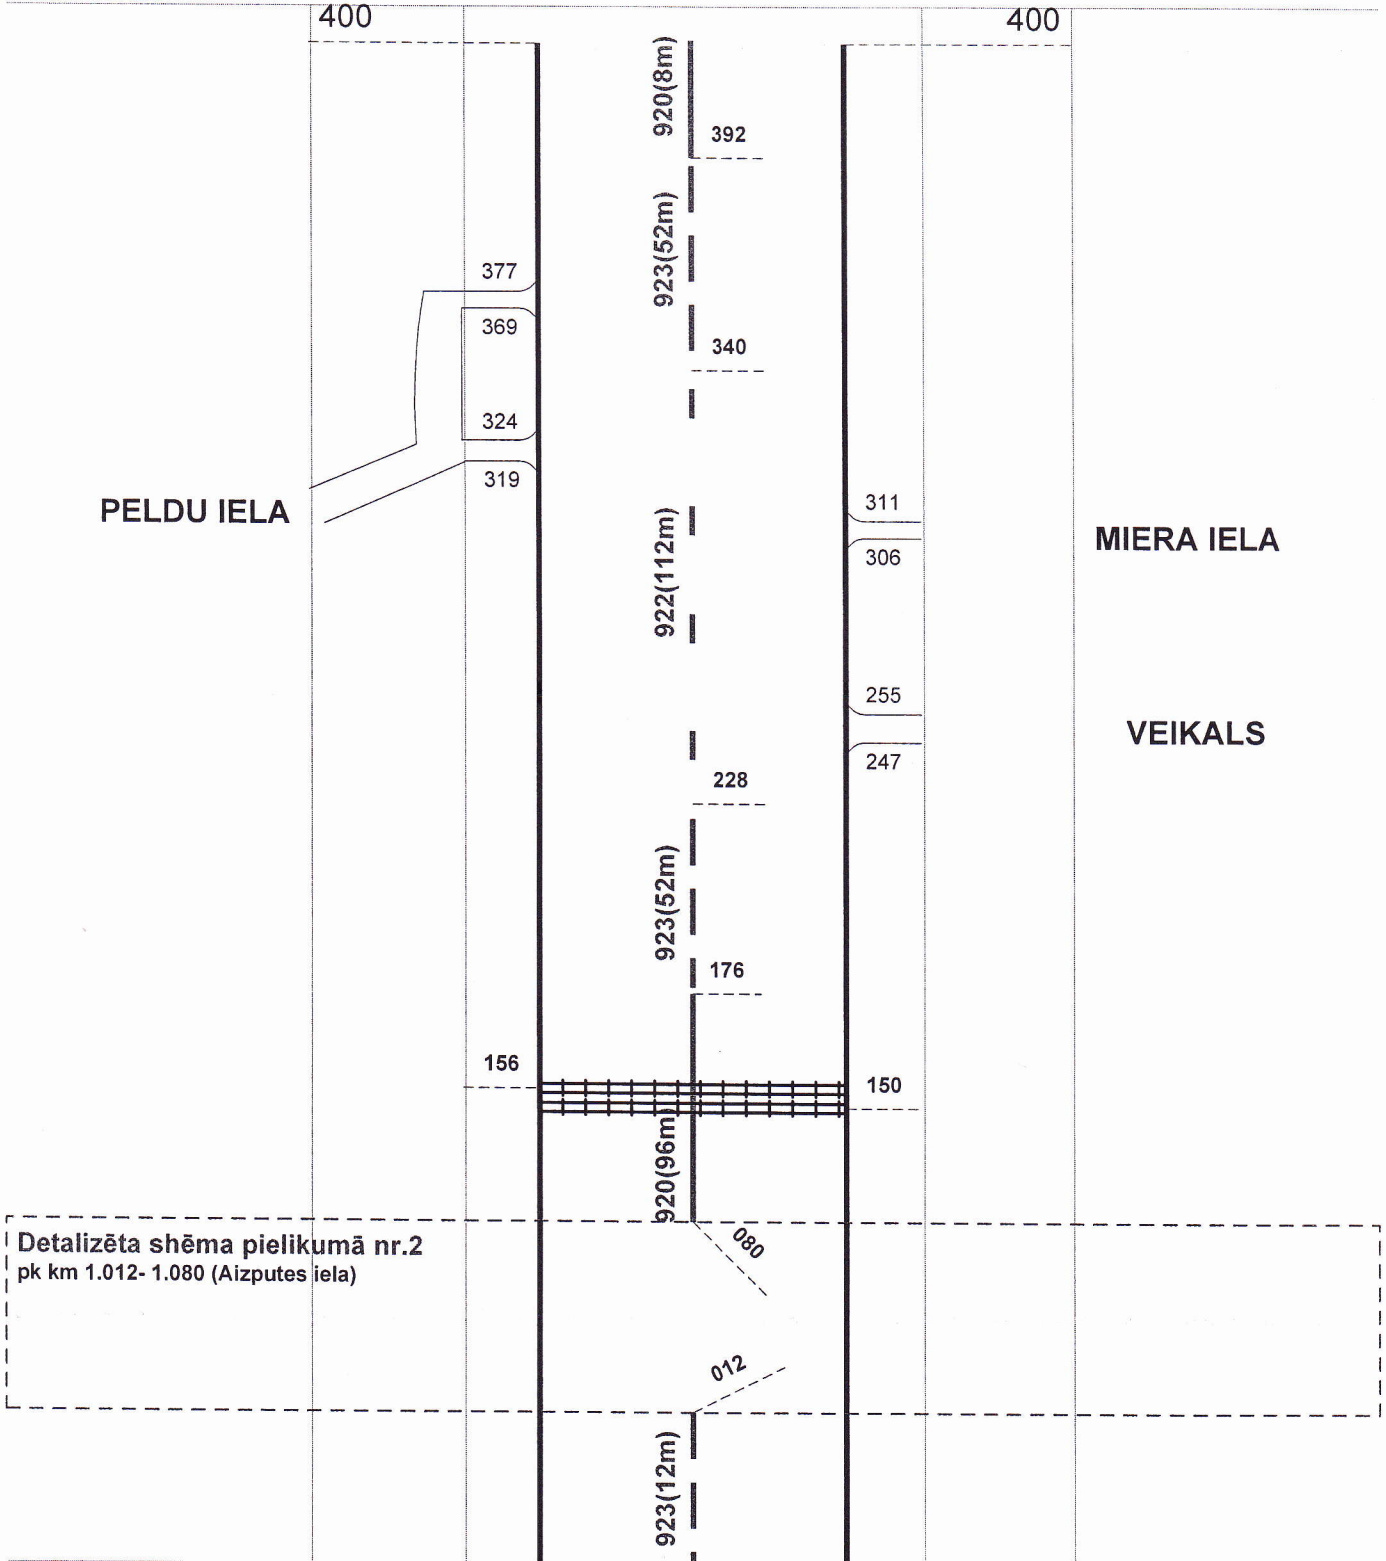 400
400
920(8m)
392
923(52m)
377
369
340
324
319
PELDU IELA
311
306
MIERA IELA
922(112m)
255
247
VEIKALS
228
923(52m)
176
156
150
920(96m)
080
Detalizēta shēma pielikumā nr.2
pk km 1.012- 1.080 (Aizputes iela)
012
923(12m)